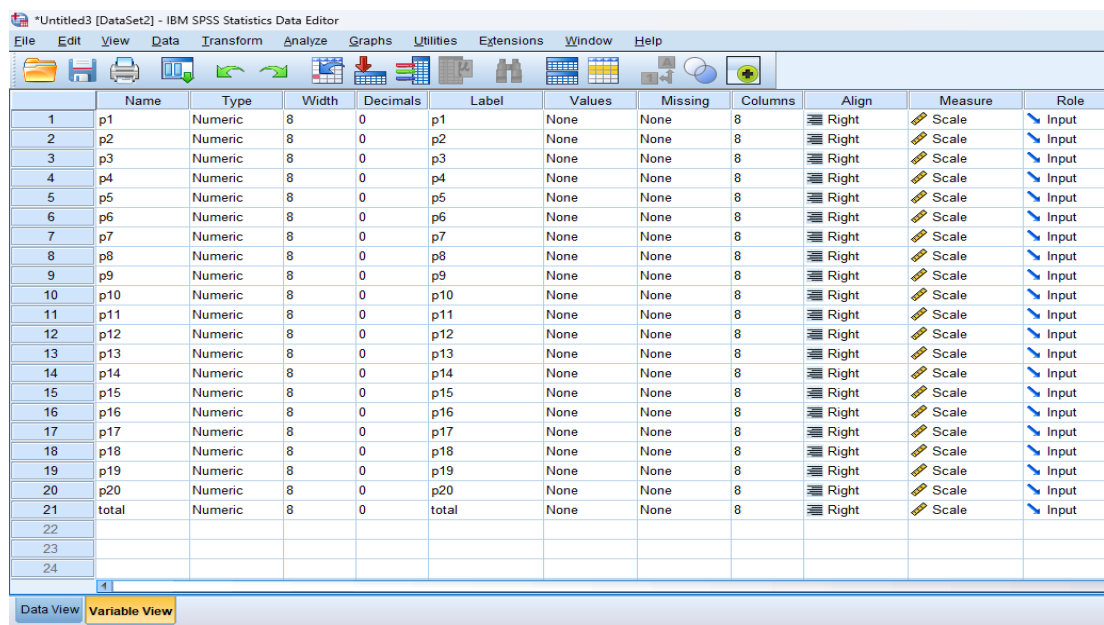 *Untitled3 [DataSet2] - IBM SPSS Statistics Data Editor
File Edit View Data Transform Analyze Graphs Utilities Extensions Window Help
Name Type Width Decimals Label Values Missing Columns Align Measure Role
1 p1 Numeric 8 0 p1 None None 8 Right Scale Input
2 p2 Numeric 8 0 p2 None None 8 Right Scale Input
3 p3 Numeric 8 0 p3 None None 8 Right Scale Input
4 p4 Numeric 8 0 p4 None None 8 Right Scale Input
5 p5 Numeric 8 0 p5 None None 8 Right Scale Input
6 p6 Numeric 8 0 p6 None None 8 Right Scale Input
7 p7 Numeric 8 0 p7 None None 8 Right Scale Input
8 p8 Numeric 8 0 p8 None None 8 Right Scale Input
9 p9 Numeric 8 0 p9 None None 8 Right Scale Input
10 p10 Numeric 8 0 p10 None None 8 Right Scale Input
11 p11 Numeric 8 0 p11 None None 8 Right Scale Input
12 p12 Numeric 8 0 p12 None None 8 Right Scale Input
13 p13 Numeric 8 0 p13 None None 8 Right Scale Input
14 p14 Numeric 8 0 p14 None None 8 Right Scale Input
15 p15 Numeric 8 0 p15 None None 8 Right Scale Input
16 p16 Numeric 8 0 p16 None None 8 Right Scale Input
17 p17 Numeric 8 0 p17 None None 8 Right Scale Input
18 p18 Numeric 8 0 p18 None None 8 Right Scale Input
19 p19 Numeric 8 0 p19 None None 8 Right Scale Input
20 p20 Numeric 8 0 p20 None None 8 Right Scale Input
21 total Numeric 8 0 total None None 8 Right Scale Input
22
23
24
Data View Variable View